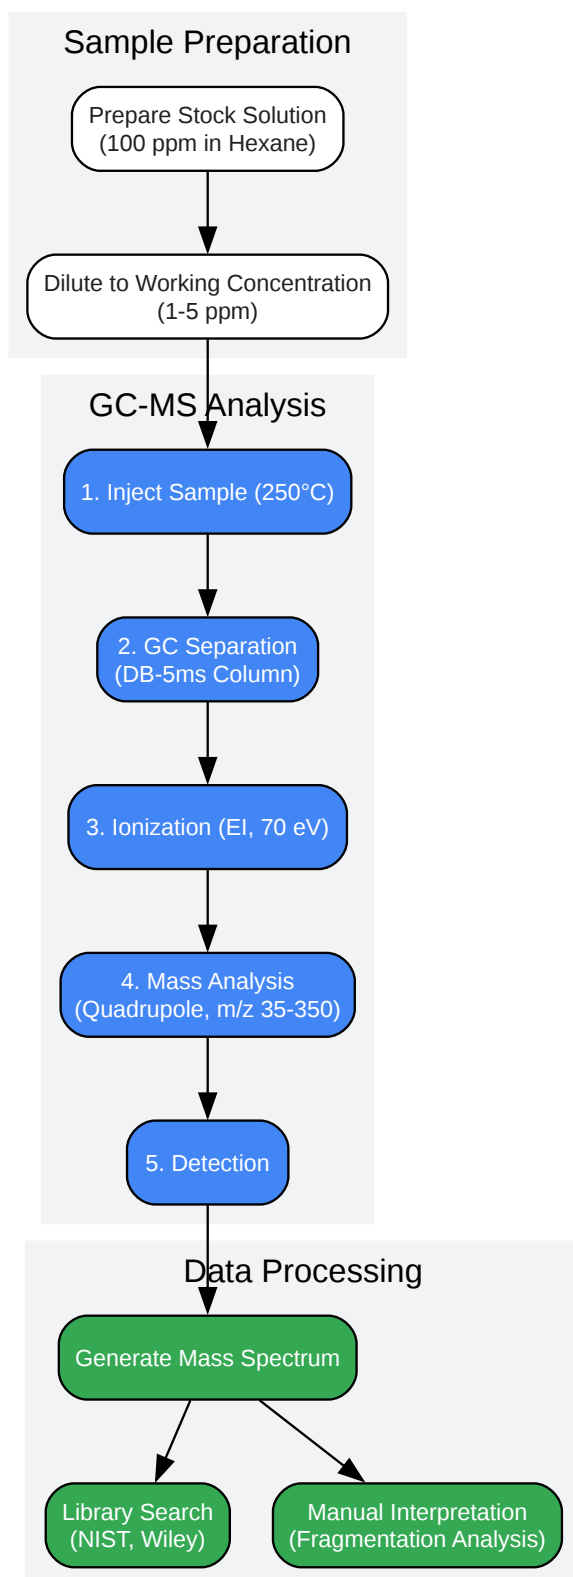 Sample Preparation
Prepare Stock Solution
(100 ppm in Hexane)
Dilute to Working Concentration
(1-5 ppm)
GC-MS Analysis
1. Inject Sample (250°C)
2. GC Separation
(DB-5ms Column)
3. Ionization (EI, 70 eV)
4. Mass Analysis
(Quadrupole, m/z 35-350)
5. Detection
Data Processing
Generate Mass Spectrum
Library Search
(NIST, Wiley)
Manual Interpretation
(Fragmentation Analysis)